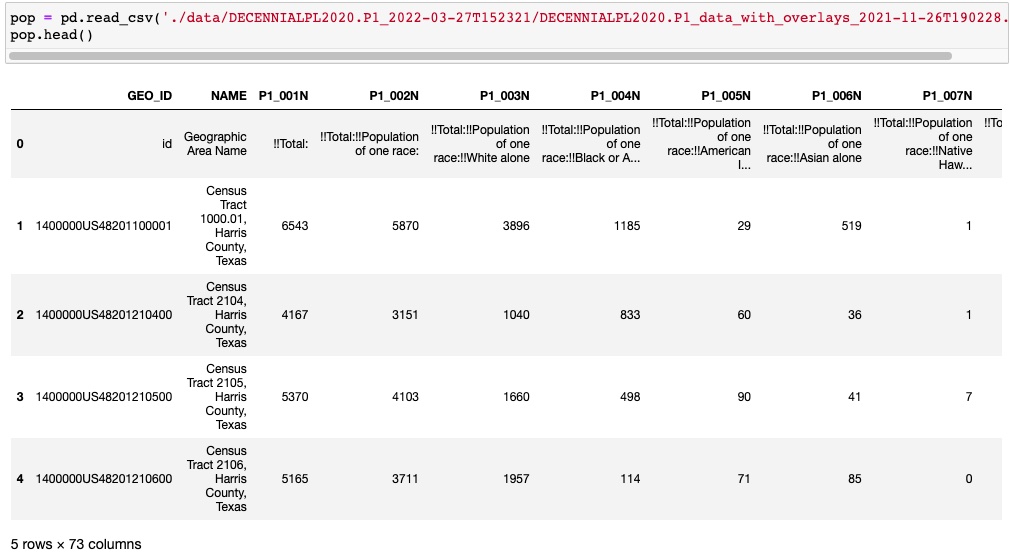 pop = pd.read_csv('./data/DECENNIALPL2020.P1_2022-03-27T152321/DECENNIALPL2020.P1_data_with_overlays_2021-11-26T190228.
pop.head()
GEO_ID NAME P1_001N P1_002N P1_003N P1_004N P1_005N P1_006N P1_007N
0 id Geographic Area Name !!Total: !!Total:!!Population of one race: !!Total:!!Population of one race:!!White alone !!Total:!!Population of one race:!!Black or A... !!Total:!!Population of one race:!!American I... !!Total:!!Population of one race:!!Asian alone !!Total:!!Population of one race:!!Native Haw... !!To
1 1400000US48201100001 Census Tract 1000.01, Harris County, Texas 6543 5870 3896 1185 29 519 1
2 1400000US48201210400 Census Tract 2104, Harris County, Texas 4167 3151 1040 833 60 36 1
3 1400000US48201210500 Census Tract 2105, Harris County, Texas 5370 4103 1660 498 90 41 7
4 1400000US48201210600 Census Tract 2106, Harris County, Texas 5165 3711 1957 114 71 85 0
5 rows × 73 columns